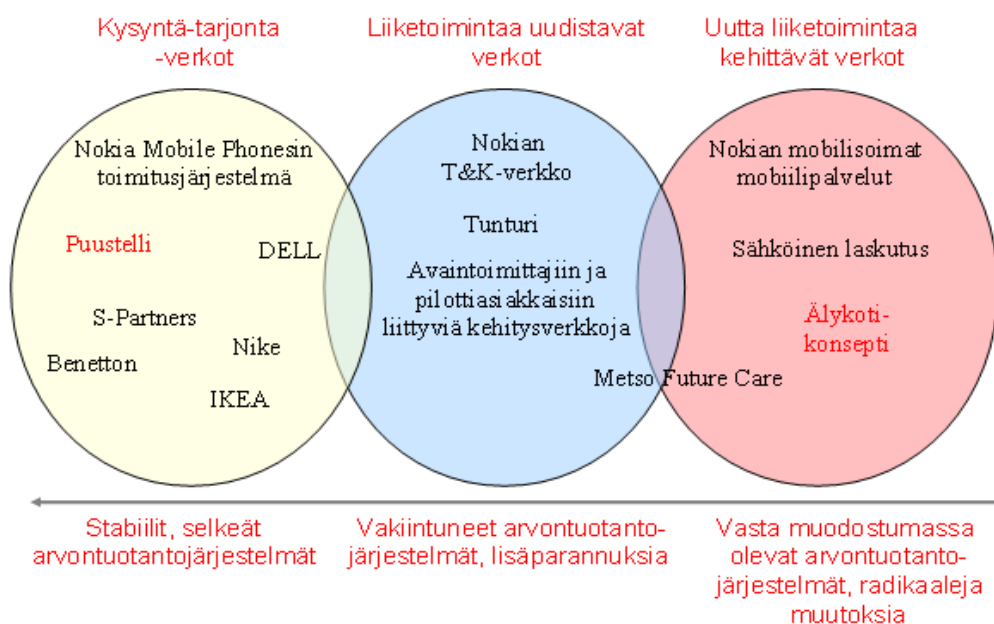 Kysyntä-tarjonta
-verkot
Liiketoimintaa uudistavat
verkot
Uutta liiketoimintaa
kehittävät verkot
Nokia Mobile Phonesin
toimitusjärjestelmä
Puustelli
DELL
S-Partners
Nike
Benetton
IKEA
Nokian
T&K-verkko
Tunturi
Avaintoimittajiin ja
pilottiasiakkaisiin
liittyviä kehitysverkkoja
Metso Future Care
Nokian mobilisoimat
mobiilipalvelut
Sähköinen laskutus
Älykoti-
konsepti
Stabiilit, selkeät
arvontuotantojärjestelmät
Vakiintuneet arvontuotanto-
järjestelmät, lisäparannuksia
Vasta muodostumassa
olevat arvontuotanto-
järjestelmät, radikaaleja
muutoksia